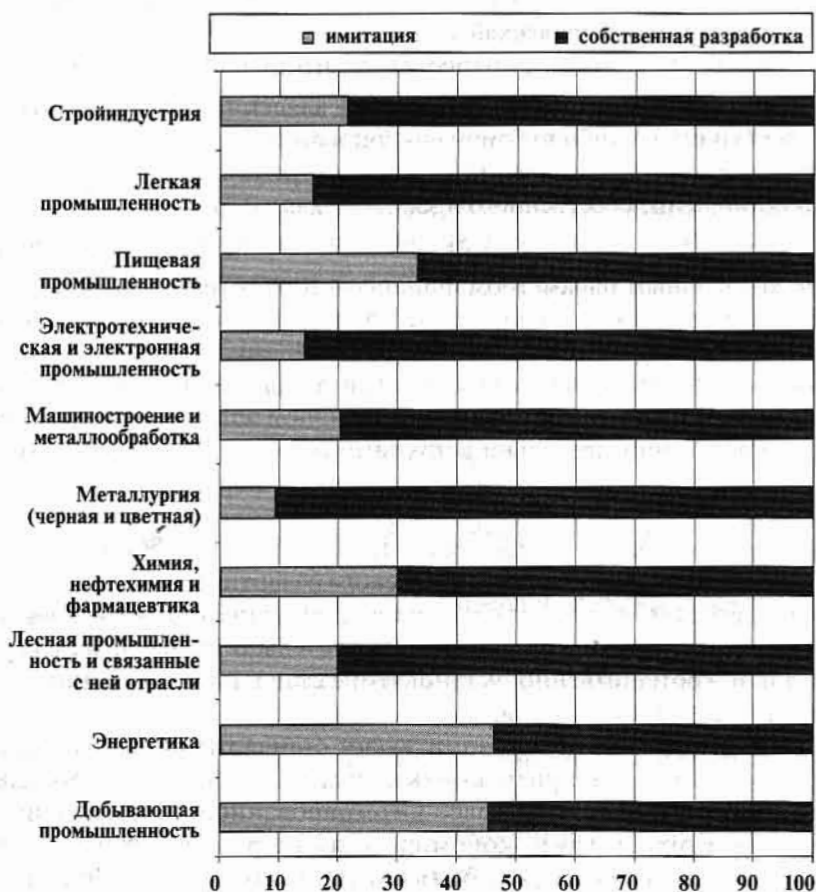 имитация собственная разработка
Стройиндустрия
Легкая
промышленность
Пищевая
промышленность
Электротехниче-
ская и электронная
промышленность
Машиностроение и
металлообработка
Металлургия
(черная и цветная)
Химия,
нефтехимия и
фармацевтика
Лесная промышлен-
ность и связанные
с ней отрасли
Энергетика
Добывающая
промышленность
0 10 20 30 40 50 60 70 80 90 100